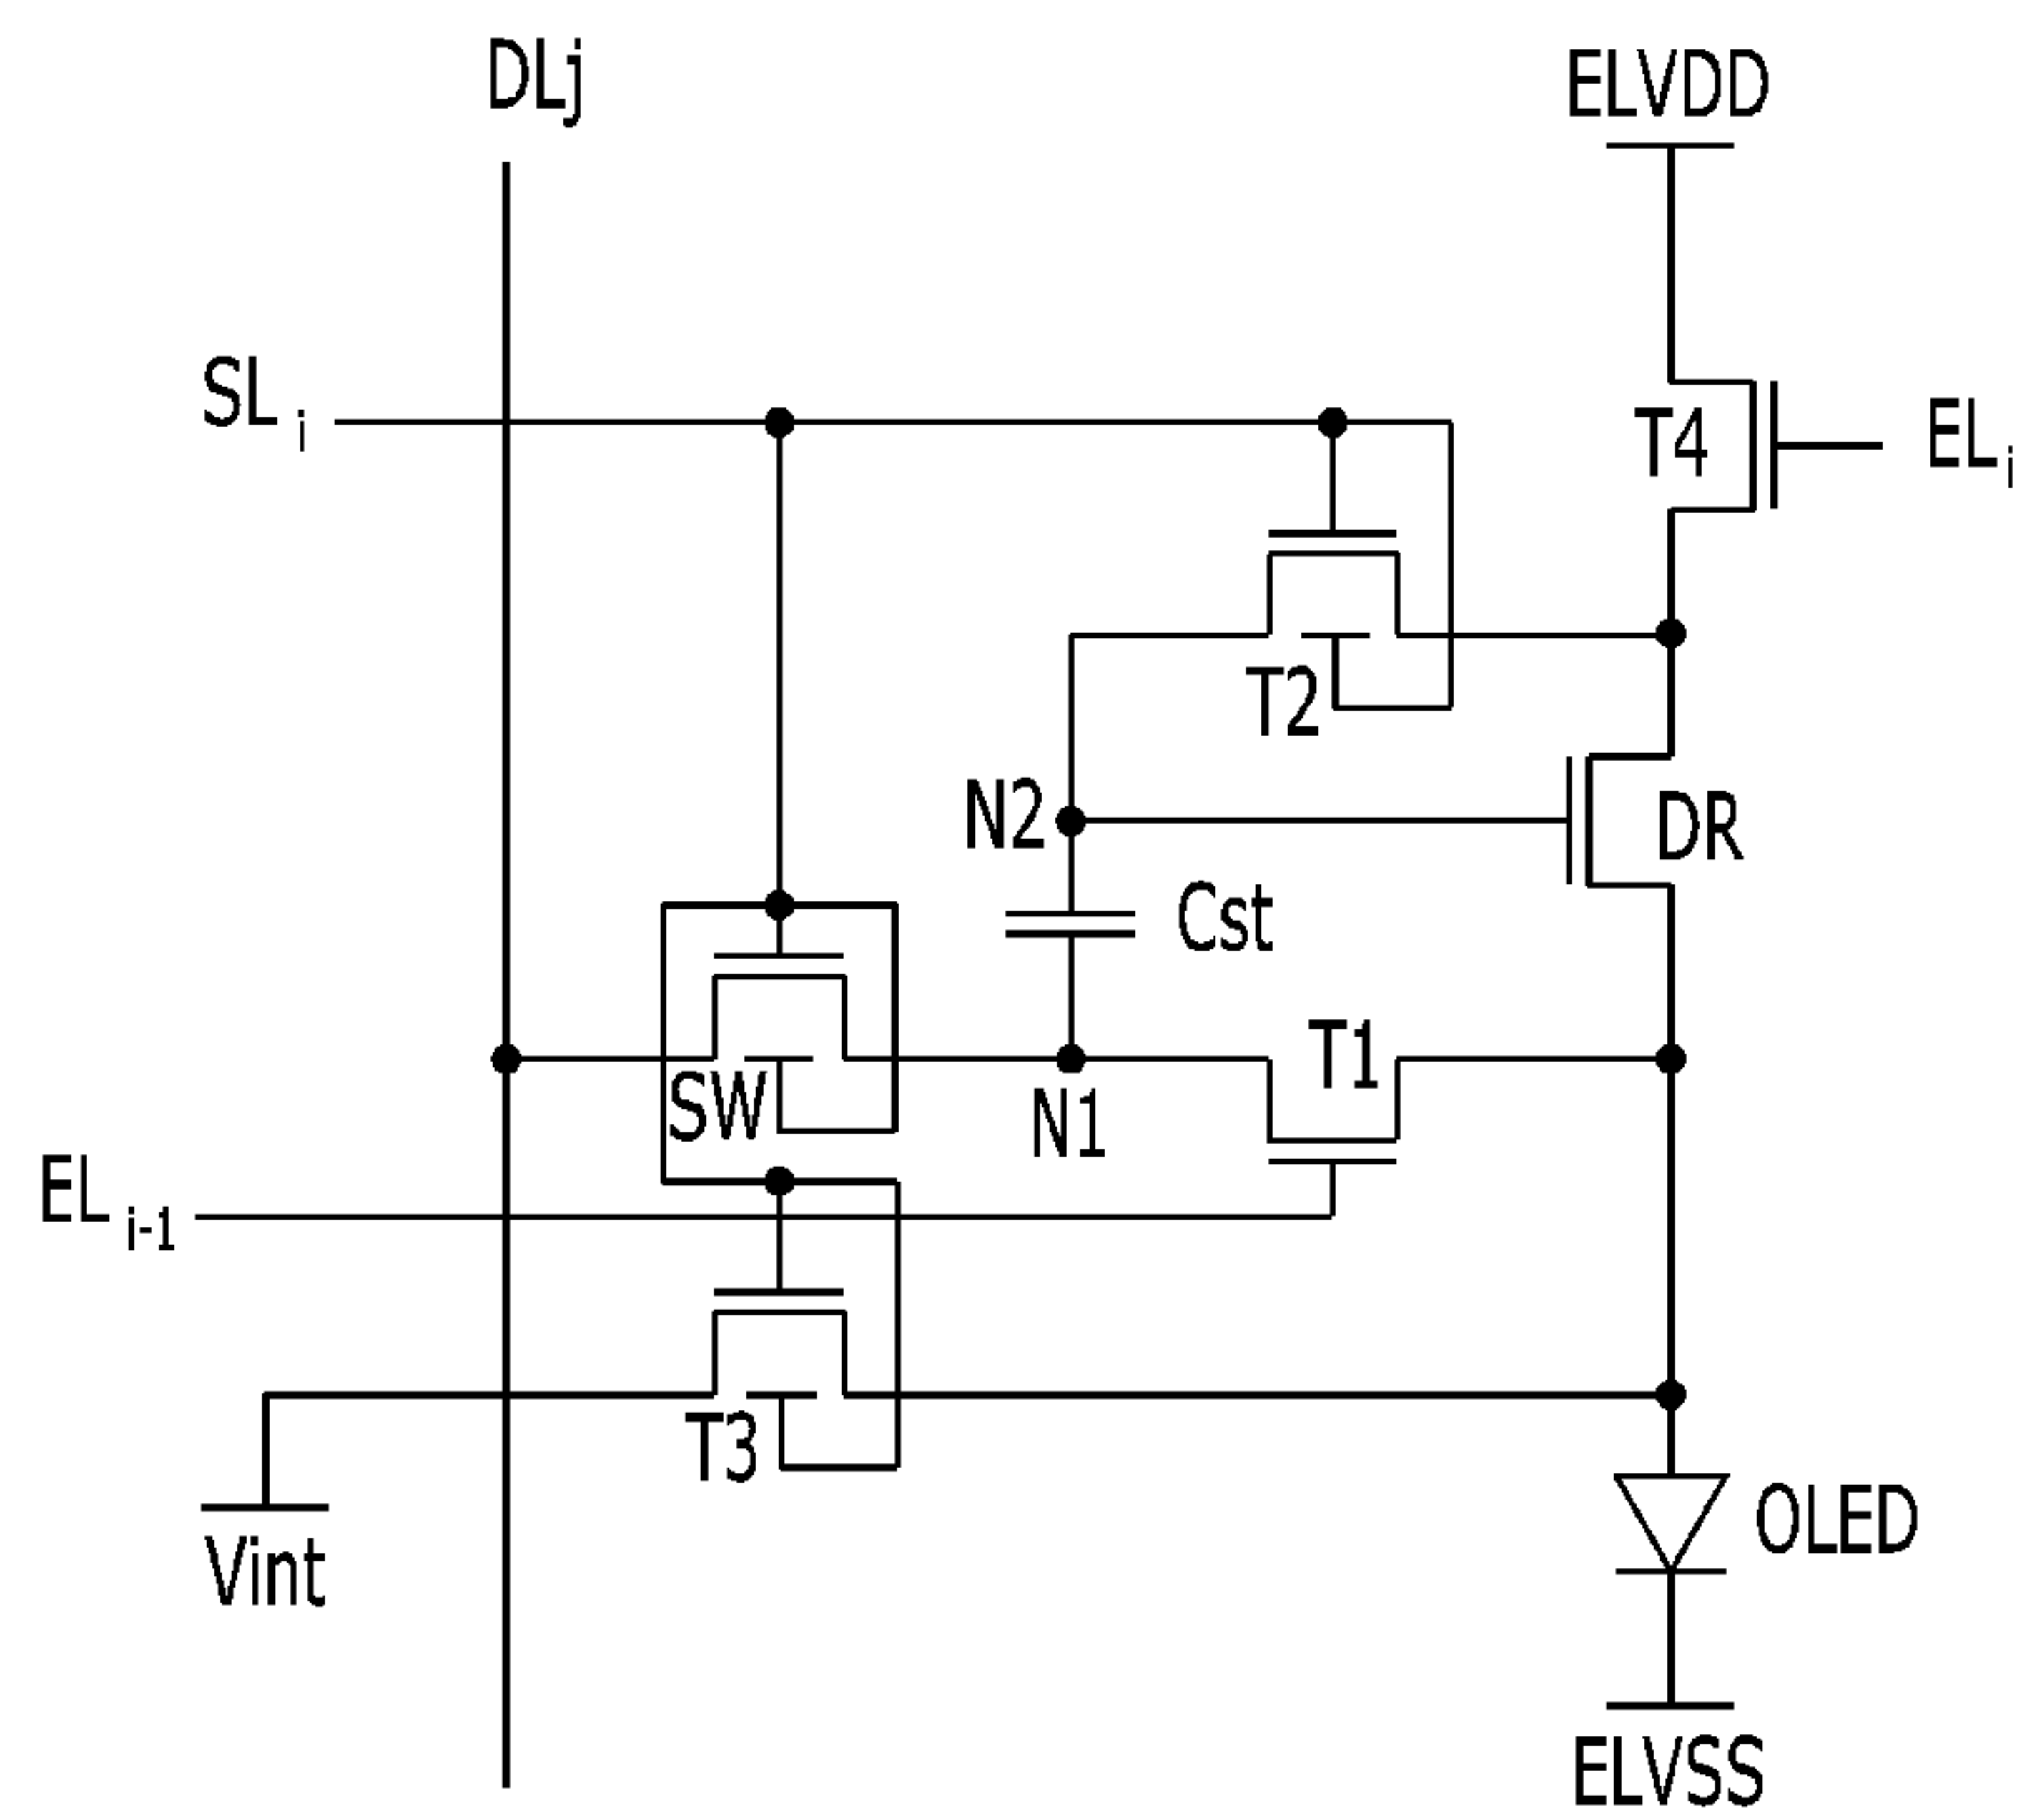 DLj
ELVDD
SL i
T4
EL i
T2
N2
DR
Cst
T1
SW
N1
EL i-1
T3
OLED
Vint
ELVSS